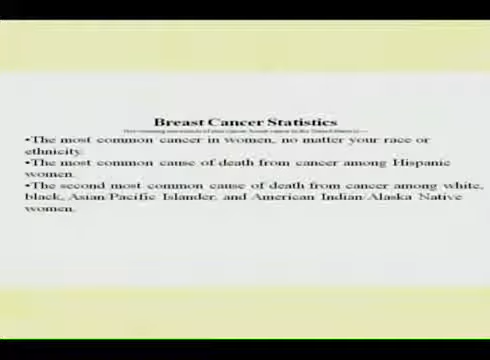 Breast Cancer Statistics
•The most common cancer in women, no matter your race or
ethnicity.
•The most common cause of death from cancer among Hispanic
women.
•The second most common cause of death from cancer among white,
black, Asian/Pacific Islander, and American Indian/Alaska Native
women.